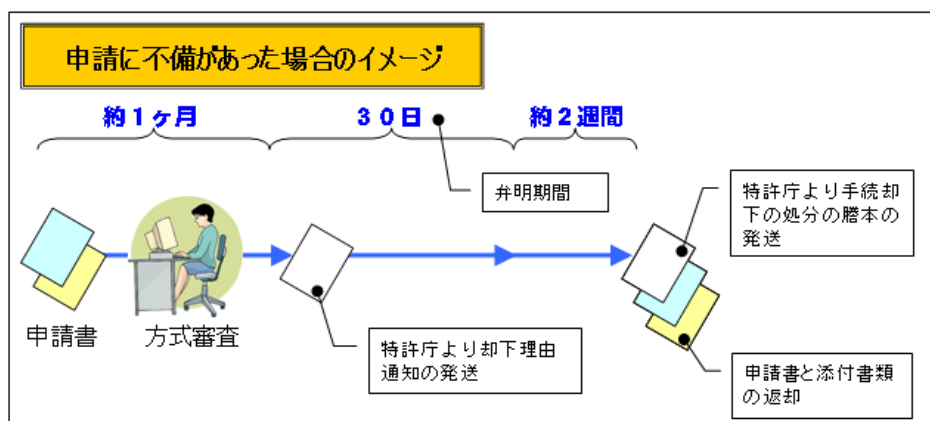 申請に不備があった場合のイメージ
約１ヶ月
３０日
約２週間
弁明期間
特許庁より手続却
下の処分の謄本の
発送
申請書
方式審査
特許庁より却下理由
通知の発送
申請書と添付書類
の返却